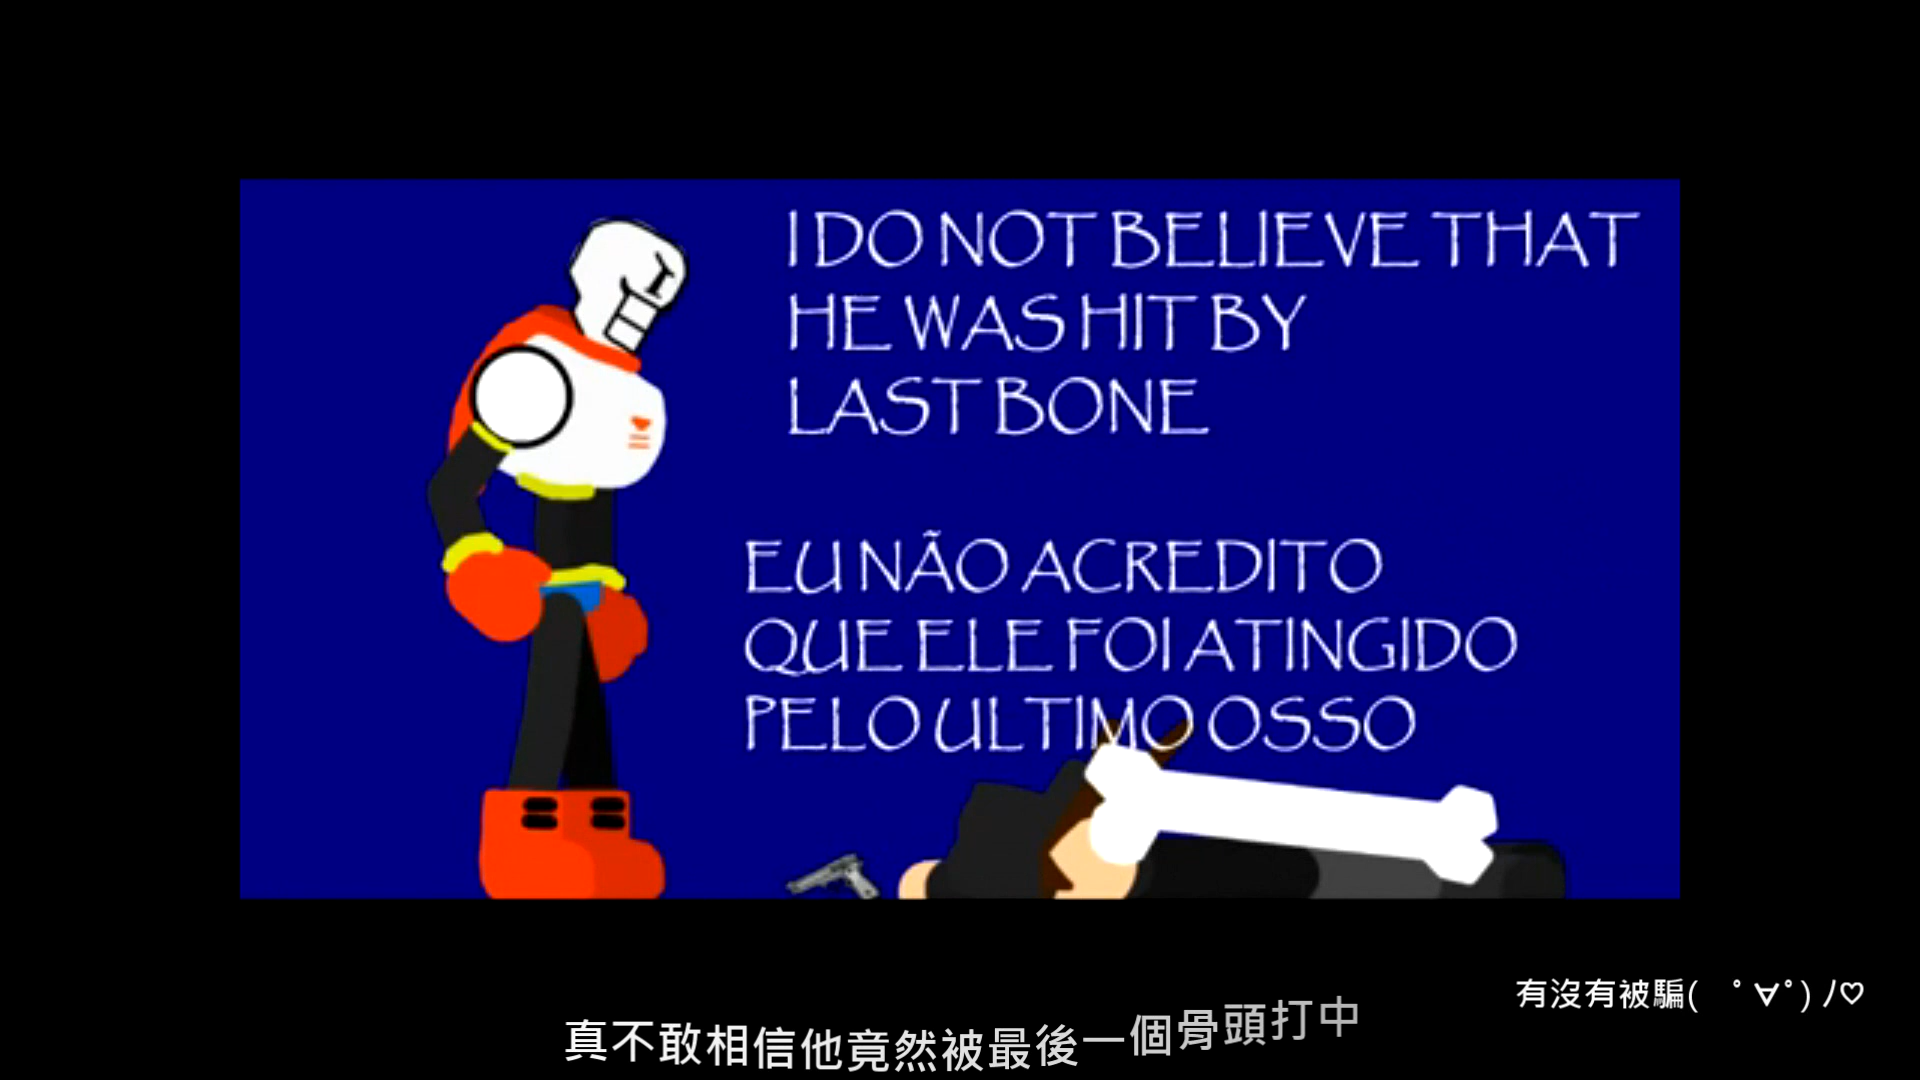 I DO NOT BELIEVE THAT
HE WAS HIT BY
LAST BONE
EU NÃO ACREDITO
QUE ELE FOI ATINGIDO
PELO ULTIMO OSSO
有沒有被騙( ゚∀゚)ﾉ♡
真不敢相信他竟然被最後一個骨頭打中